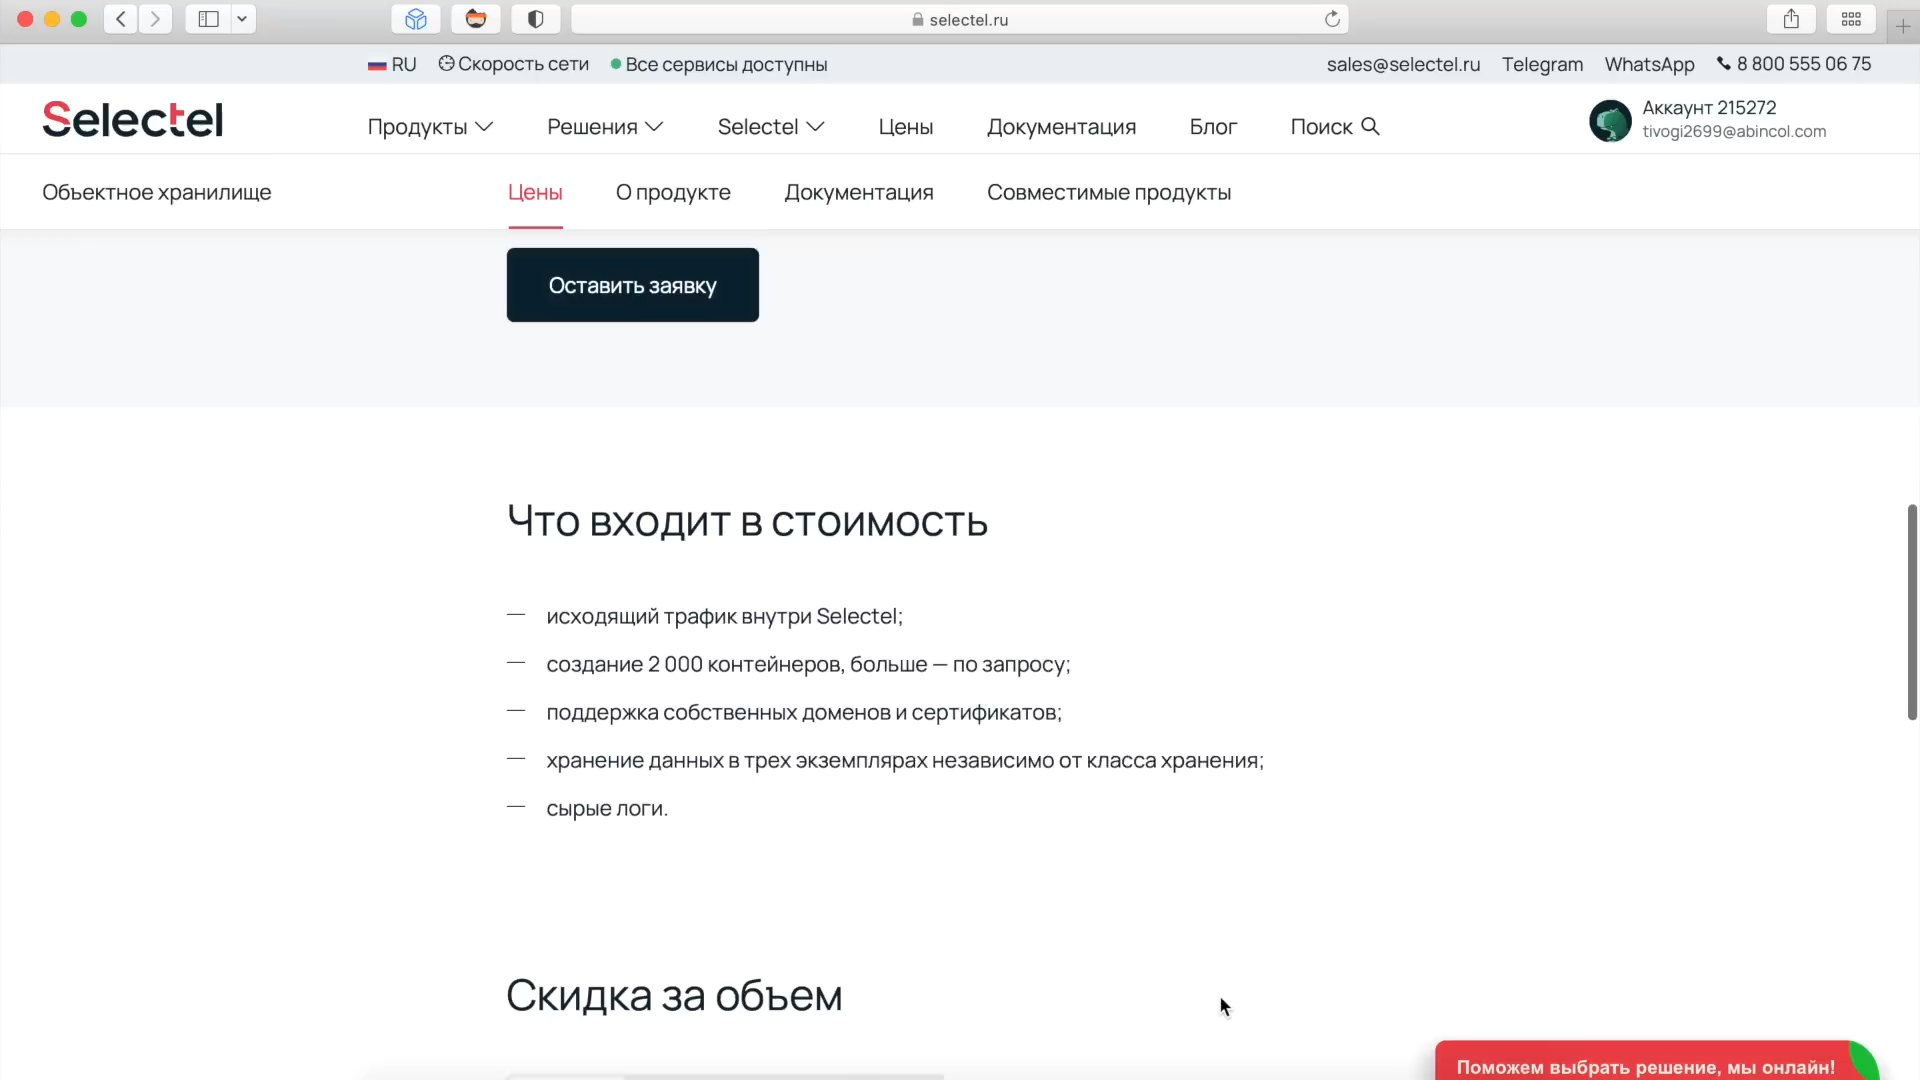 selectel.ru
RU Скорость сети Все сервисы доступны sales@selectel.ru Telegram WhatsApp 8 800 555 06 75
Selectel Продукты Решения Selectel Цены Документация Блог Поиск Аккаунт 215272
tivogi2699@abincol.com
Объектное хранилище Цены О продукте Документация Совместимые продукты
Оставить заявку
Что входит в стоимость
— исходящий трафик внутри Selectel;
— создание 2 000 контейнеров, больше — по запросу;
— поддержка собственных доменов и сертификатов;
— хранение данных в трех экземплярах независимо от класса хранения;
— сырые логи.
Скидка за объем
Поможем выбрать решение, мы онлайн!